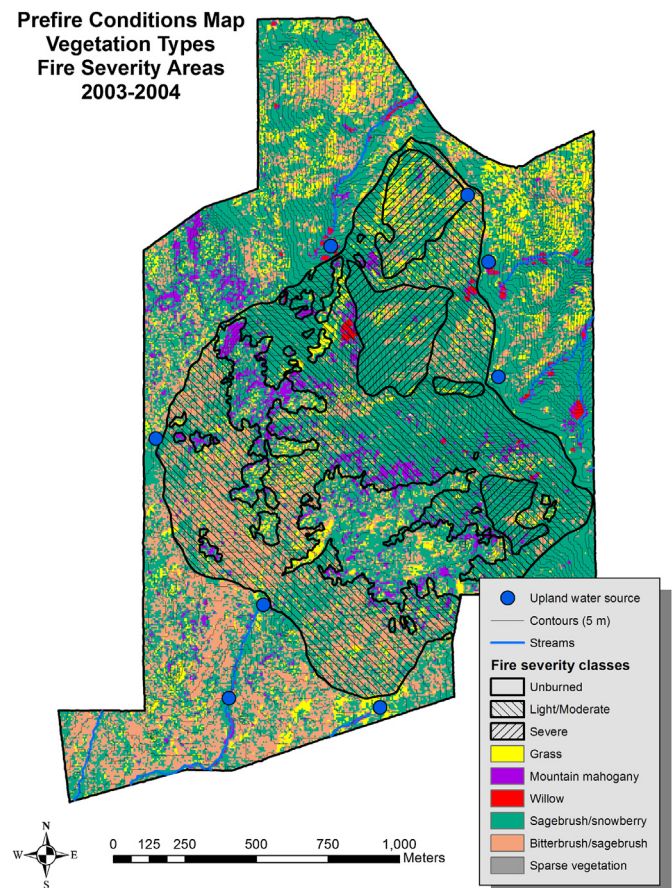 Prefire Conditions Map
Vegetation Types
Fire Severity Areas
2003-2004
Upland water source
Contours (5 m)
Streams
Fire severity classes
Unburned
Light/Moderate
Severe
Grass
Mountain mahogany
Willow
Sagebrush/snowberry
Bitterbrush/sagebrush
Sparse vegetation
N
W E
S
0 125 250 500 750 1,000
Meters